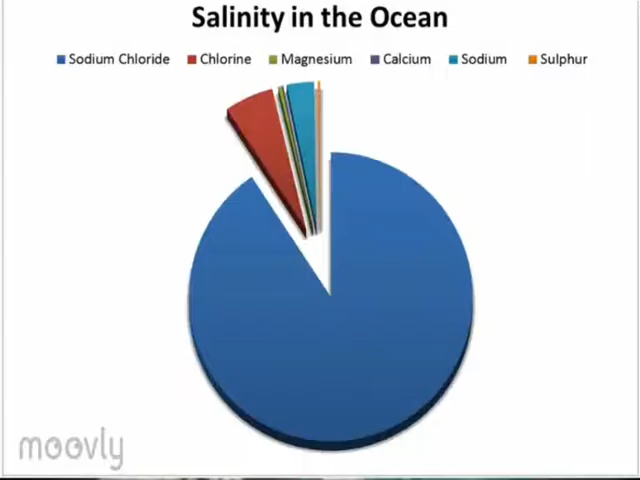 Salinity in the Ocean
Sodium Chloride Chlorine Magnesium Calcium Sodium Sulphur
moovly